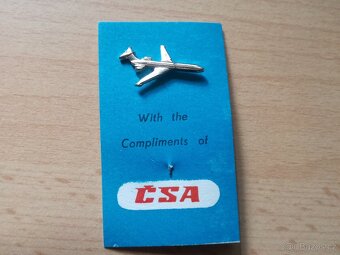 With the
Compliments of
ČSA